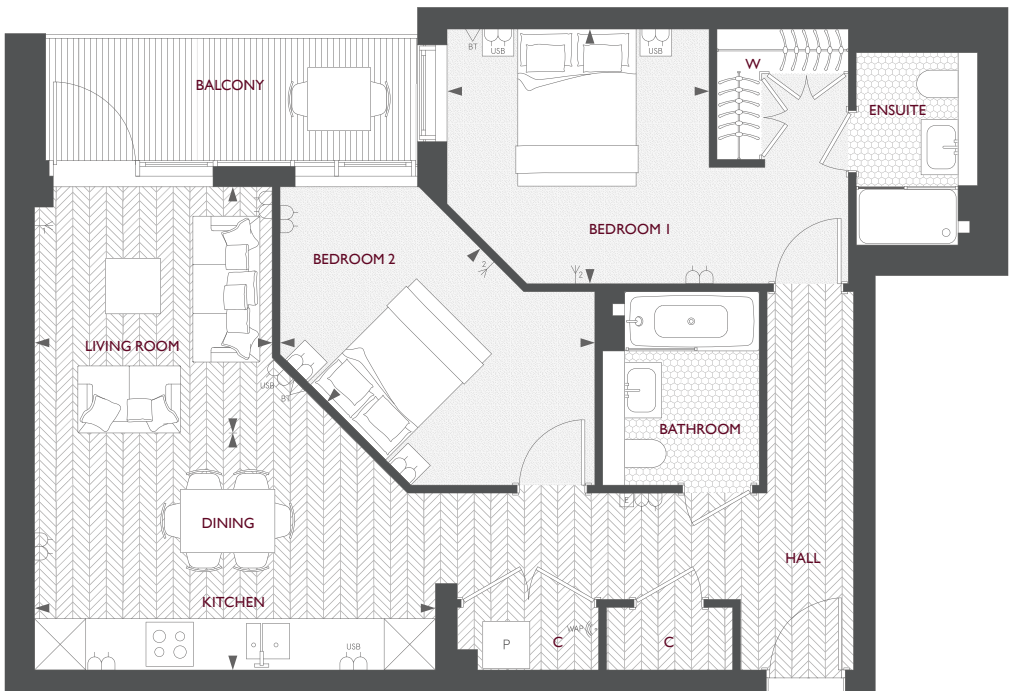 BT
USB
USB
W
BALCONY
ENSUITE
BEDROOM 1
BEDROOM 2
2
2
LIVING ROOM
USB
BT
BATHROOM
E
DINING
HALL
KITCHEN
WAP
USB
P
C
C